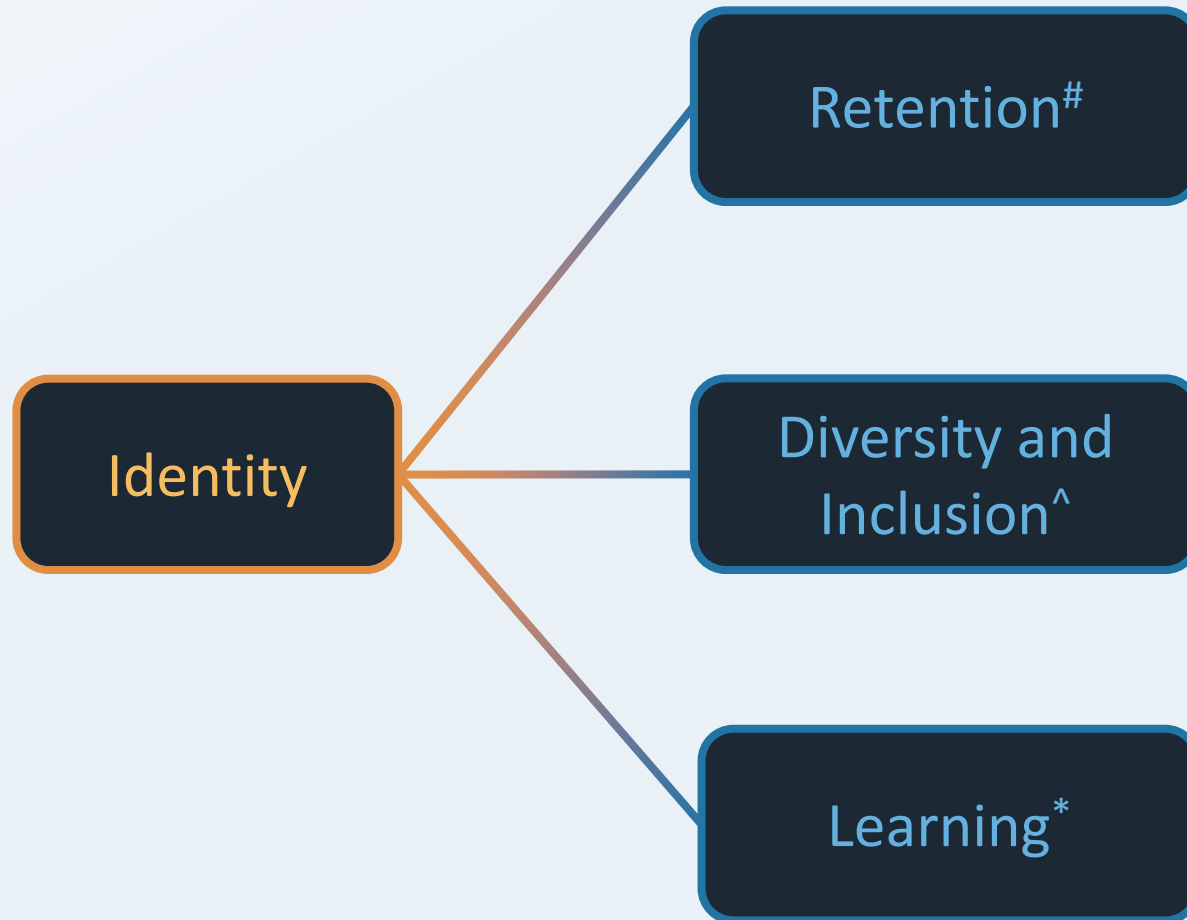 Retention#
Identity
Diversity and
Inclusion^
Learning*